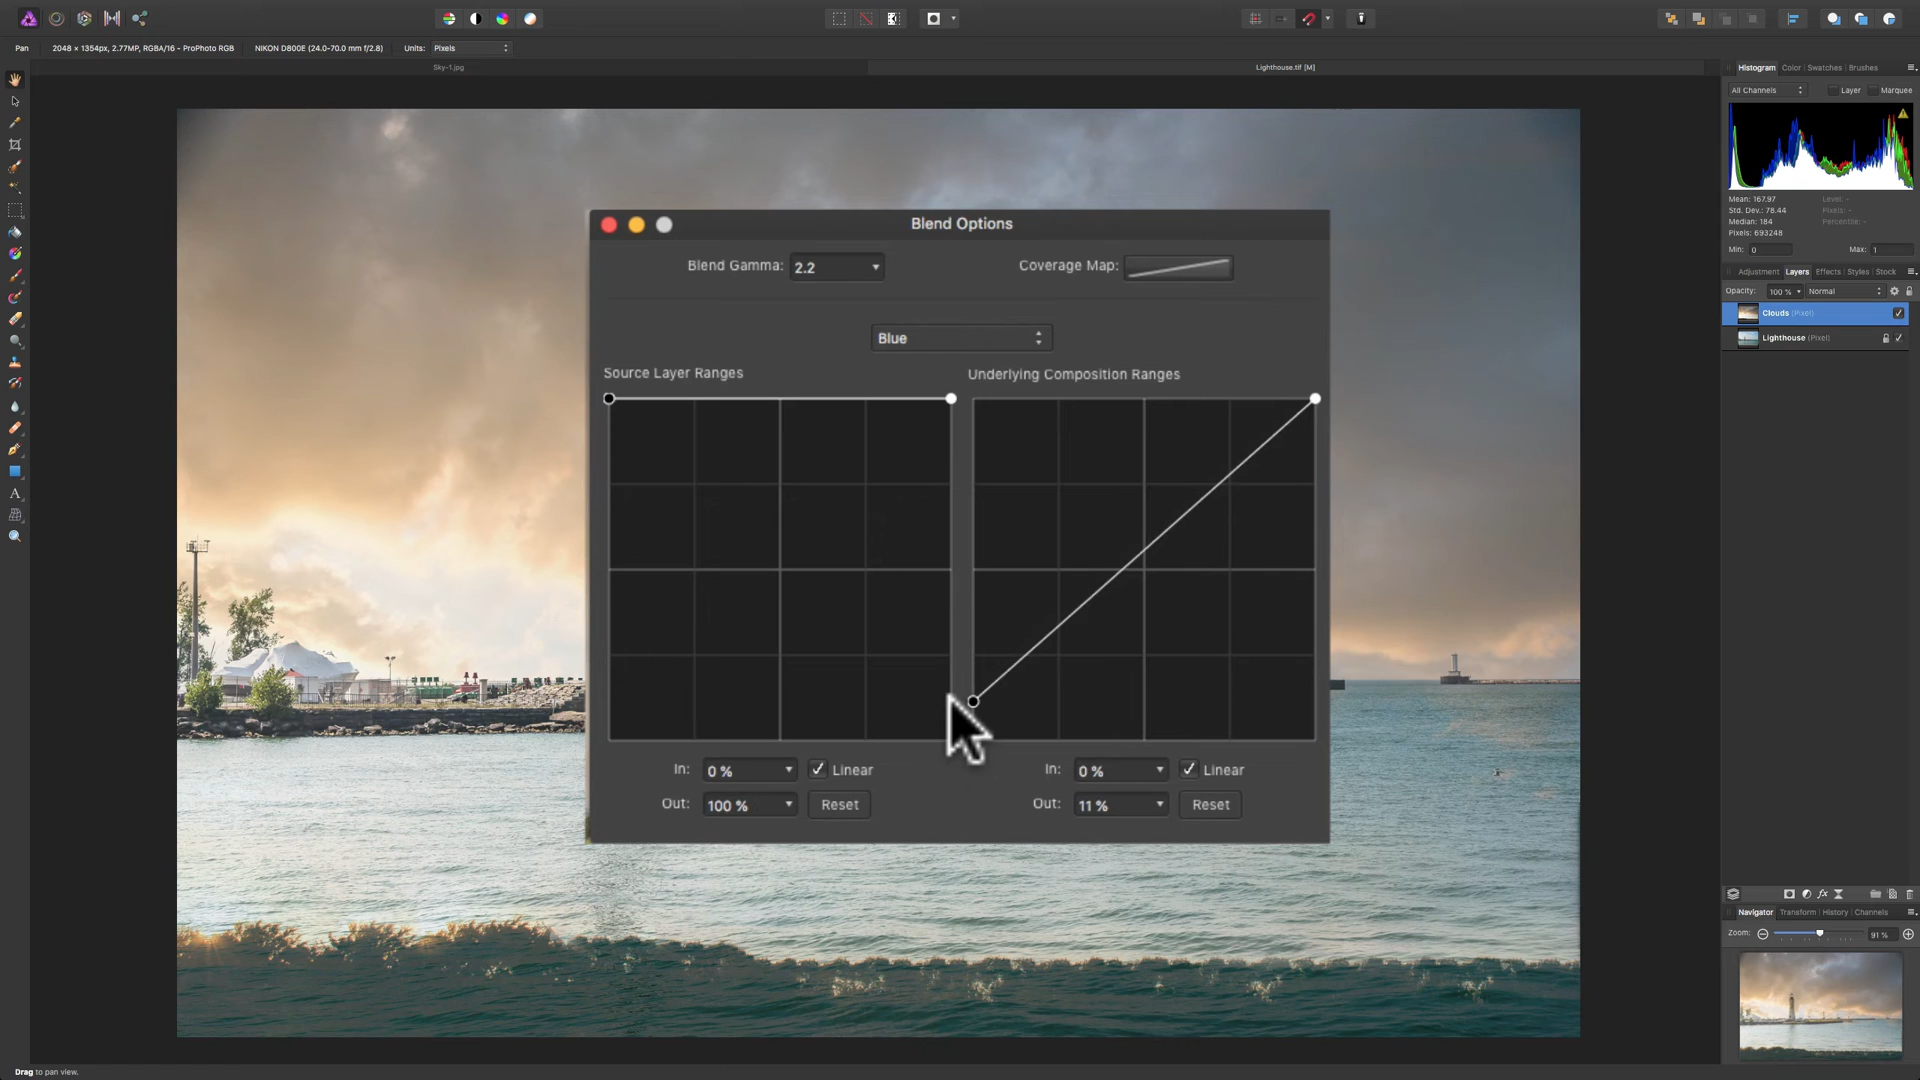 Pan
2048 × 1354px, 2.77MP, RGBA/16 - ProPhoto RGB
NIKON D800E (24.0-70.0 mm f/2.8)
Units:
Pixels
Sky-1.jpg
Lighthouse.tif [M]
Histogram
Color
Swatches
Brushes
All Channels
Layer
Marquee
Mean: 167.97
Level: -
Std. Dev.: 78.44
Pixels: -
Median: 184
Percentile: -
Pixels: 693248
Min: 0
Max: 1
Adjustment
Layers
Effects
Styles
Stock
Opacity:
100 %
Normal
Clouds (Pixel)
Lighthouse (Pixel)
Blend Options
Blend Gamma:
2.2
Coverage Map:
Blue
Source Layer Ranges
Underlying Composition Ranges
In:
0 %
Linear
Out:
100 %
Reset
In:
0 %
Linear
Out:
11 %
Reset
A
fx
Navigator
Transform
History
Channels
Zoom:
91 %
Drag to pan view.